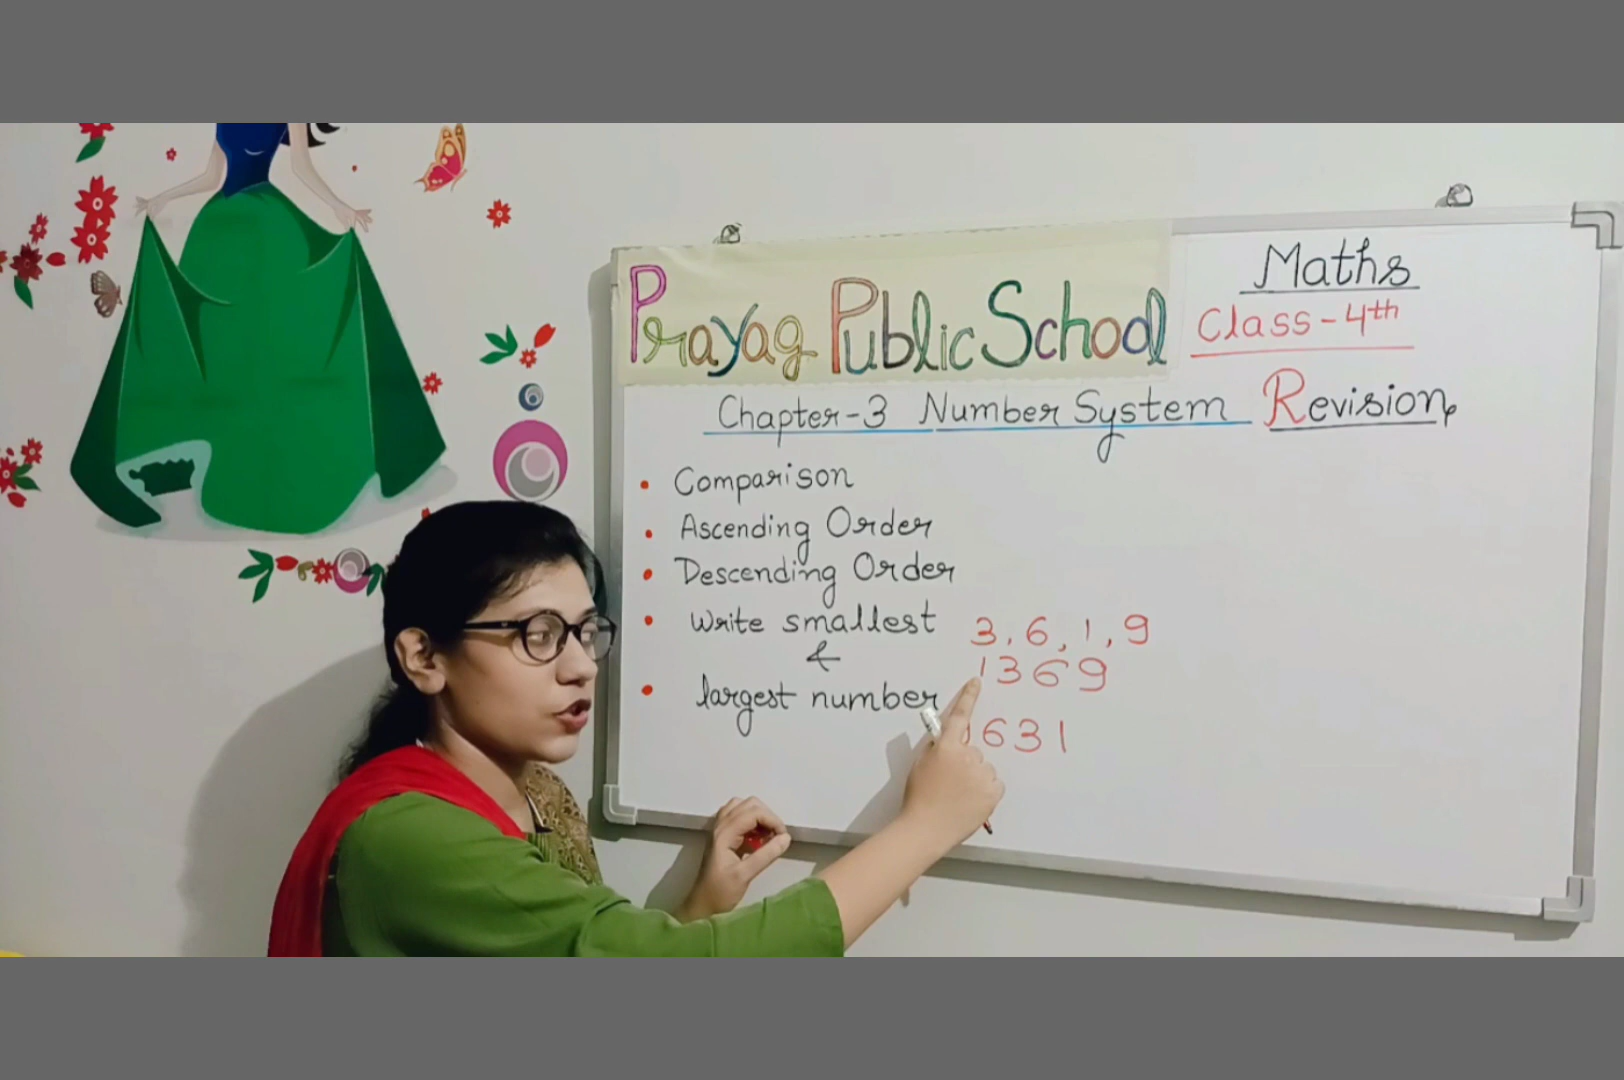 Prayag Public School
Maths
Class-4th
Chapter-3 Number System Revision
Comparison
Ascending Order
Descending Order
Write smallest 3, 6, 1, 9
& 1369
largest number
631